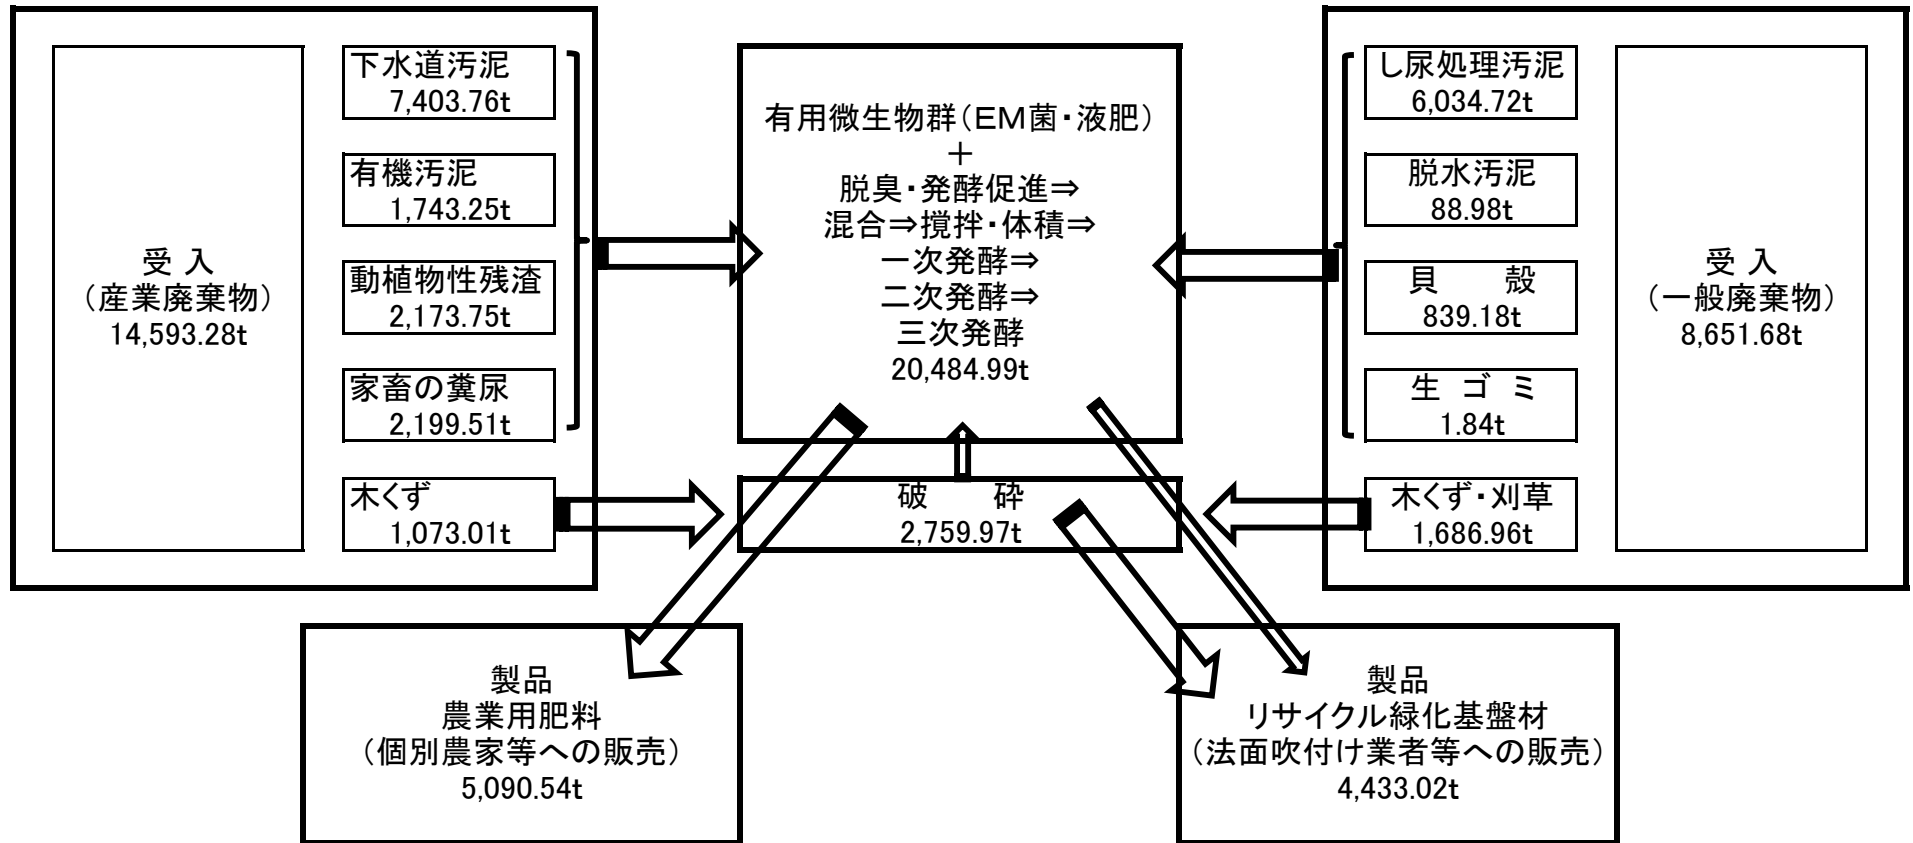 受 入
（産業廃棄物）
14,593.28t
下水道汚泥
7,403.76t
有機汚泥
1,743.25t
動植物性残渣
2,173.75t
家畜の糞尿
2,199.51t
木くず
1,073.01t
有用微生物群（ＥＭ菌・液肥）
＋
脱臭・発酵促進⇒
混合⇒撹拌・体積⇒
一次発酵⇒
二次発酵⇒
三次発酵
20,484.99t
破　　砕
2,759.97t
し尿処理汚泥
6,034.72t
脱水汚泥
88.98t
貝　　殻
839.18t
生　ゴ　ミ
1.84t
木くず・刈草
1,686.96t
受 入
（一般廃棄物）
8,651.68t
製品
農業用肥料
（個別農家等への販売）
5,090.54t
製品
リサイクル緑化基盤材
（法面吹付け業者等への販売）
4,433.02t